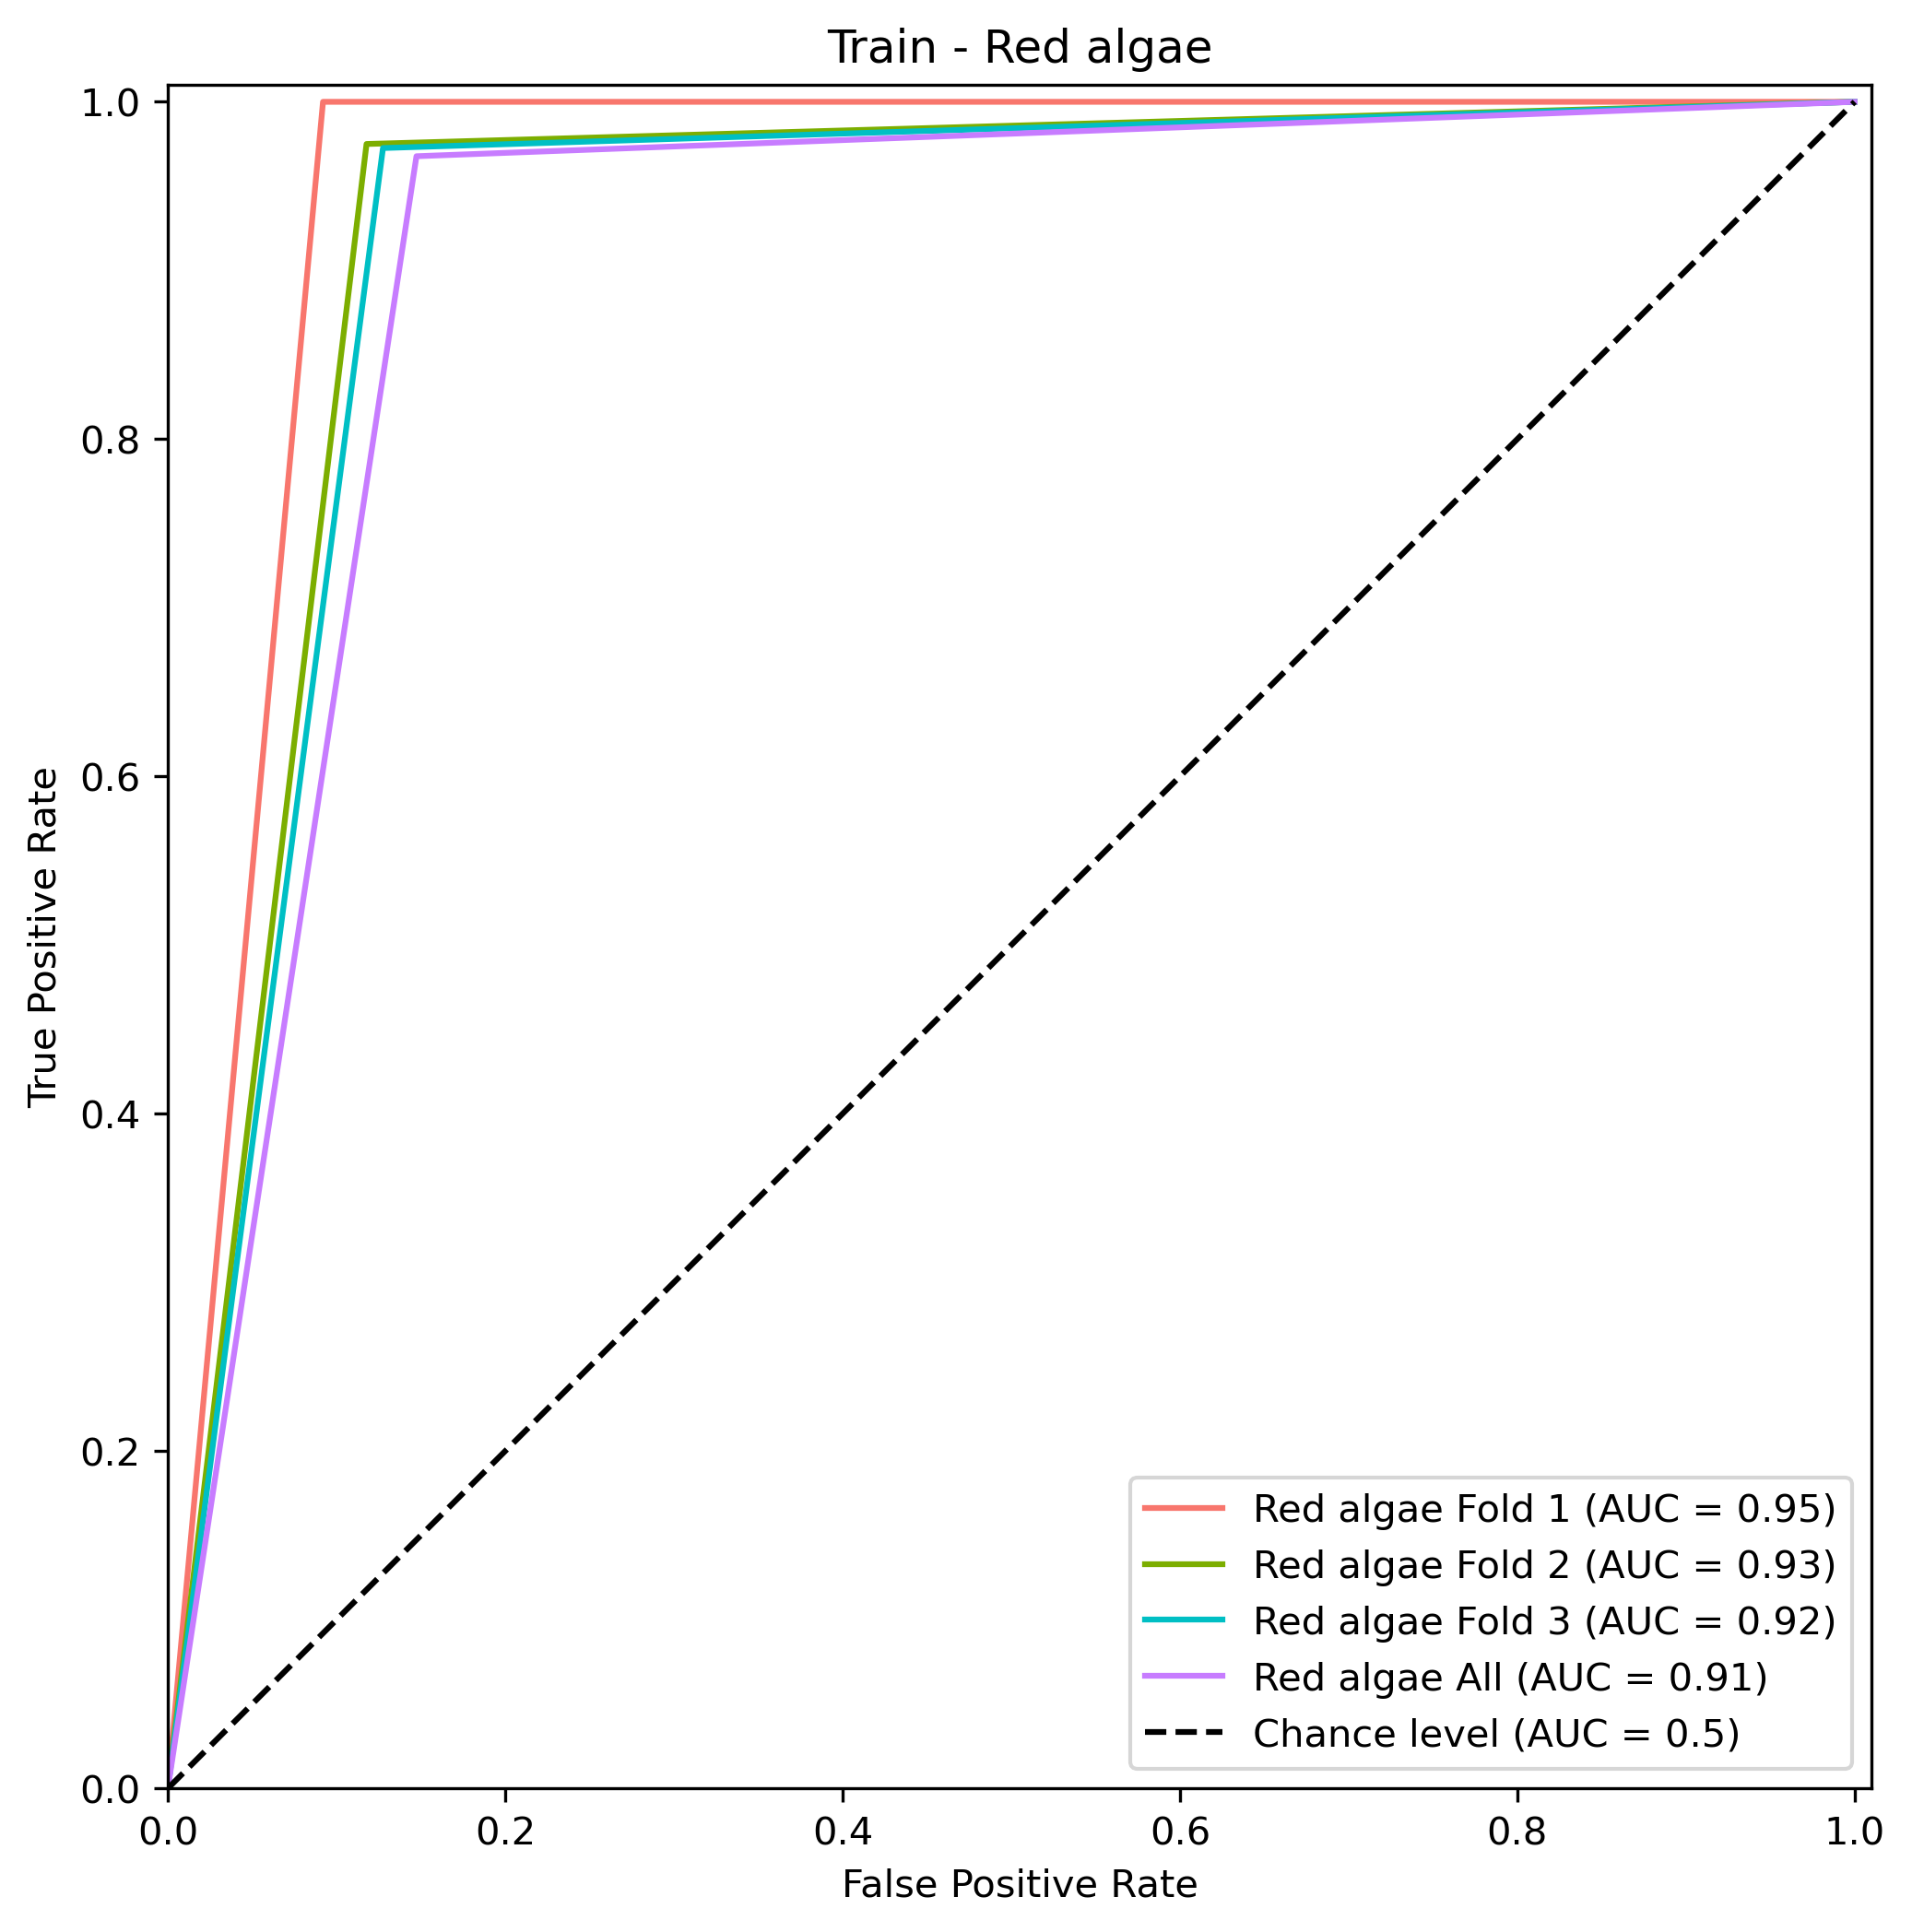 Train - Red algae
1.0
0.8
0.6
0.4
0.2
0.0
True Positive Rate
Red algae Fold 1 (AUC = 0.95)
Red algae Fold 2 (AUC = 0.93)
Red algae Fold 3 (AUC = 0.92)
Red algae All (AUC = 0.91)
Chance level (AUC = 0.5)
0.0 0.2 0.4 0.6 0.8 1.0
False Positive Rate